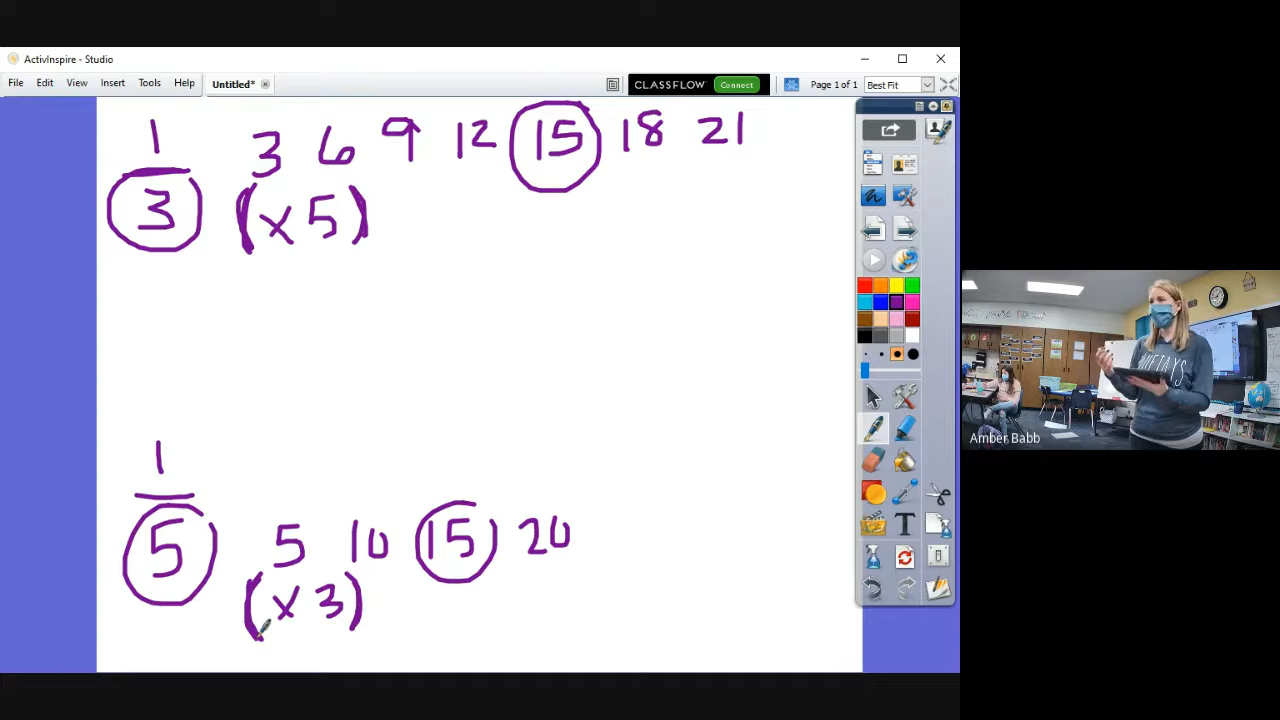 ActivInspire - Studio
File Edit View Insert Tools Help Untitled* CLASSFLOW Connect Page 1 of 1 Best Fit
1
3 3 6 9 12 15 18 21
(x 5)
1
5 5 10 15 20
(x 3)
T
Amber Babb